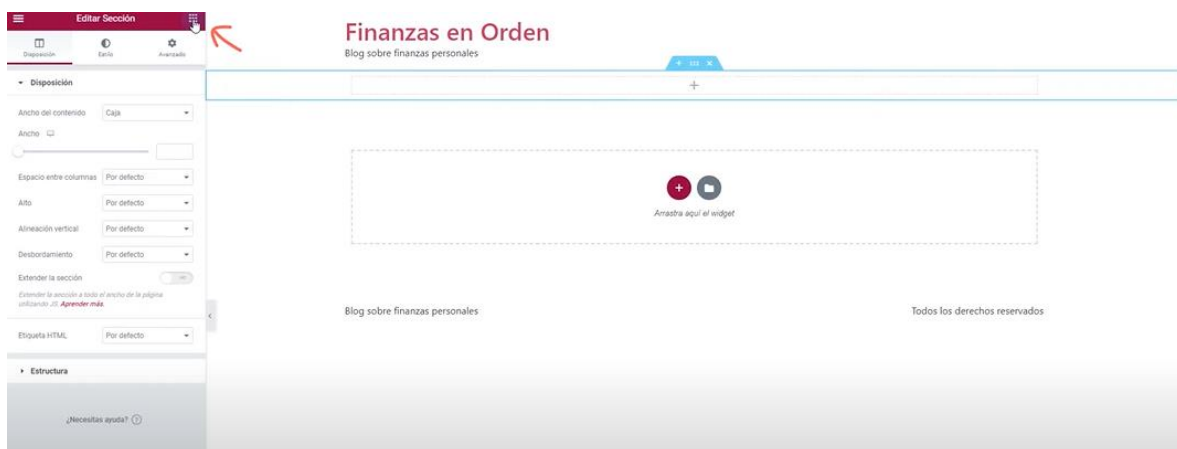 Editar Sección
Disposición
Estilo
Avanzado
Disposición
Ancho del contenido
Caja
Ancho
Espacio entre columnas
Por defecto
Alto
Por defecto
Alineación vertical
Por defecto
Desbordamiento
Por defecto
Extender la sección
Extender la sección a todo el ancho de la página
utilizando JS. Aprender más.
Etiqueta HTML
Por defecto
Estructura
¿Necesitas ayuda?
Finanzas en Orden
Blog sobre finanzas personales
Arrastra aquí el widget
Blog sobre finanzas personales
Todos los derechos reservados